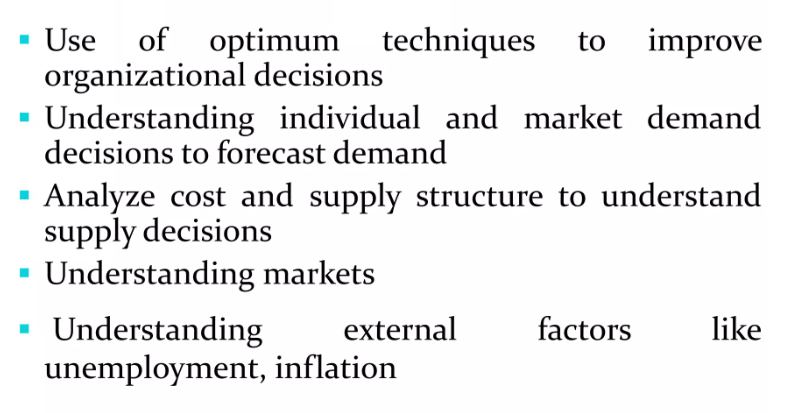 ▪ Use of optimum techniques to improve
organizational decisions
▪ Understanding individual and market demand
decisions to forecast demand
▪ Analyze cost and supply structure to understand
supply decisions
▪ Understanding markets
▪ Understanding external factors like
unemployment, inflation